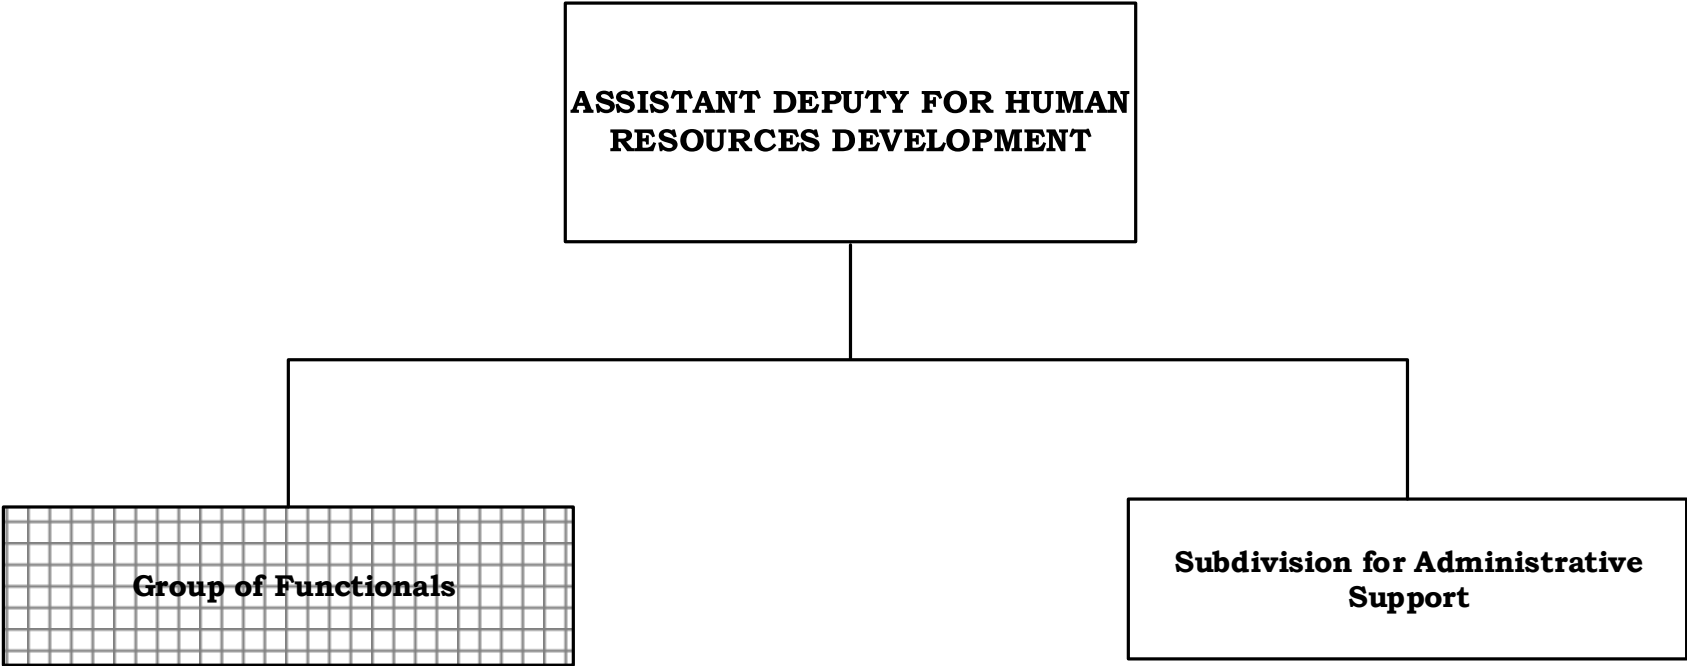 ASSISTANT DEPUTY FOR HUMAN
RESOURCES DEVELOPMENT
Group of Functionals
Subdivision for Administrative
Support